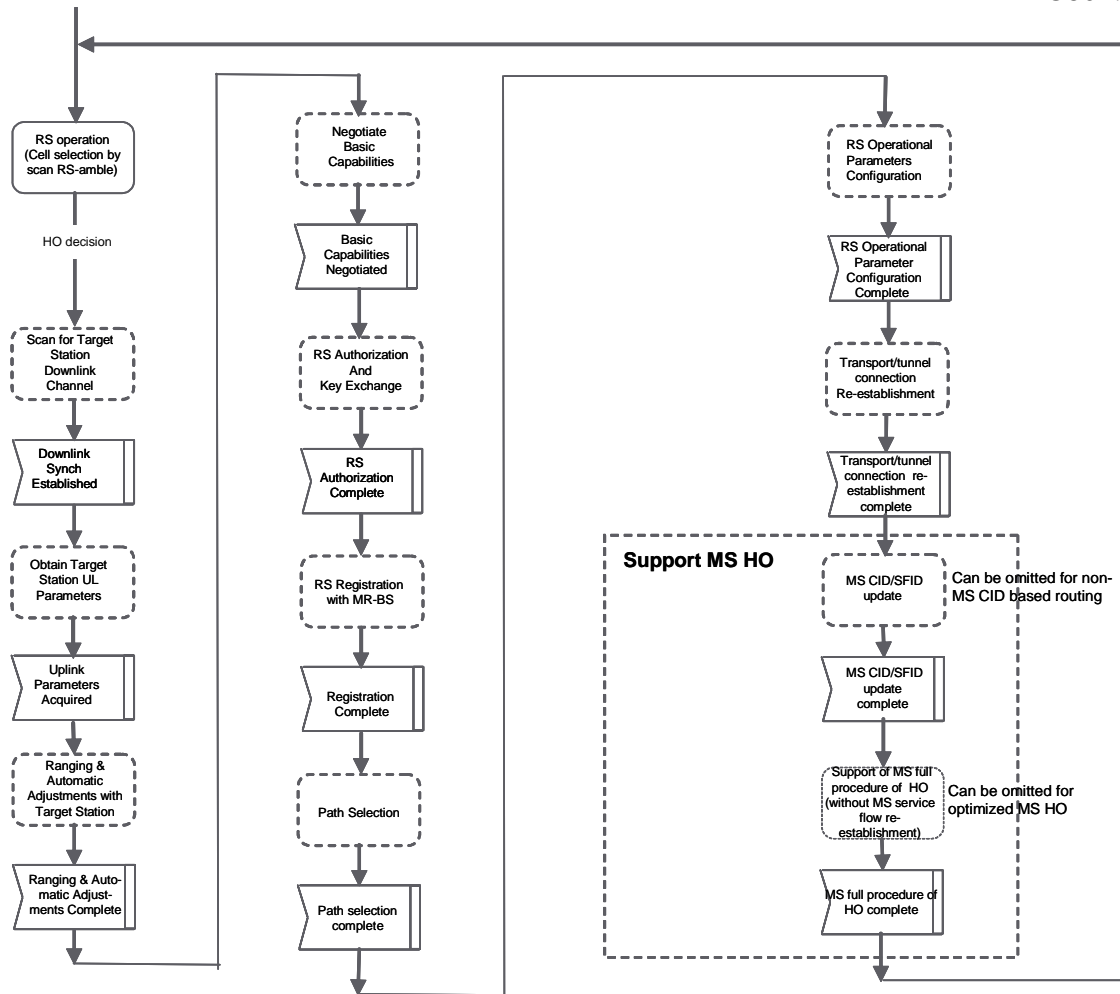 RS operation
(Cell selection by
scan RS-amble)
HO decision
Scan for Target
Station
Downlink
Channel
Downlink
Synch
Established
Obtain Target
Station UL
Parameters
Uplink
Parameters
Acquired
Ranging &
Automatic
Adjustments with
Target Station
Ranging & Auto-
matic Adjust-
ments Complete
Negotiate
Basic
Capabilities
Basic
Capabilities
Negotiated
RS Authorization
And
Key Exchange
RS
Authorization
Complete
RS Registration
with MR-BS
Registration
Complete
Path Selection
Path selection
complete
RS Operational
Parameters
Configuration
RS Operational
Parameter
Configuration
Complete
Transport/tunnel
connection
Re-establishment
Transport/tunnel
connection re-
establishment
complete
Support MS HO
MS CID/SFID
update
Can be omitted for non-
MS CID based routing
MS CID/SFID
update
complete
Support of MS full
procedure of HO
(without MS service
flow re-
establishment)
Can be omitted for
optimized MS HO
MS full procedure of
HO complete